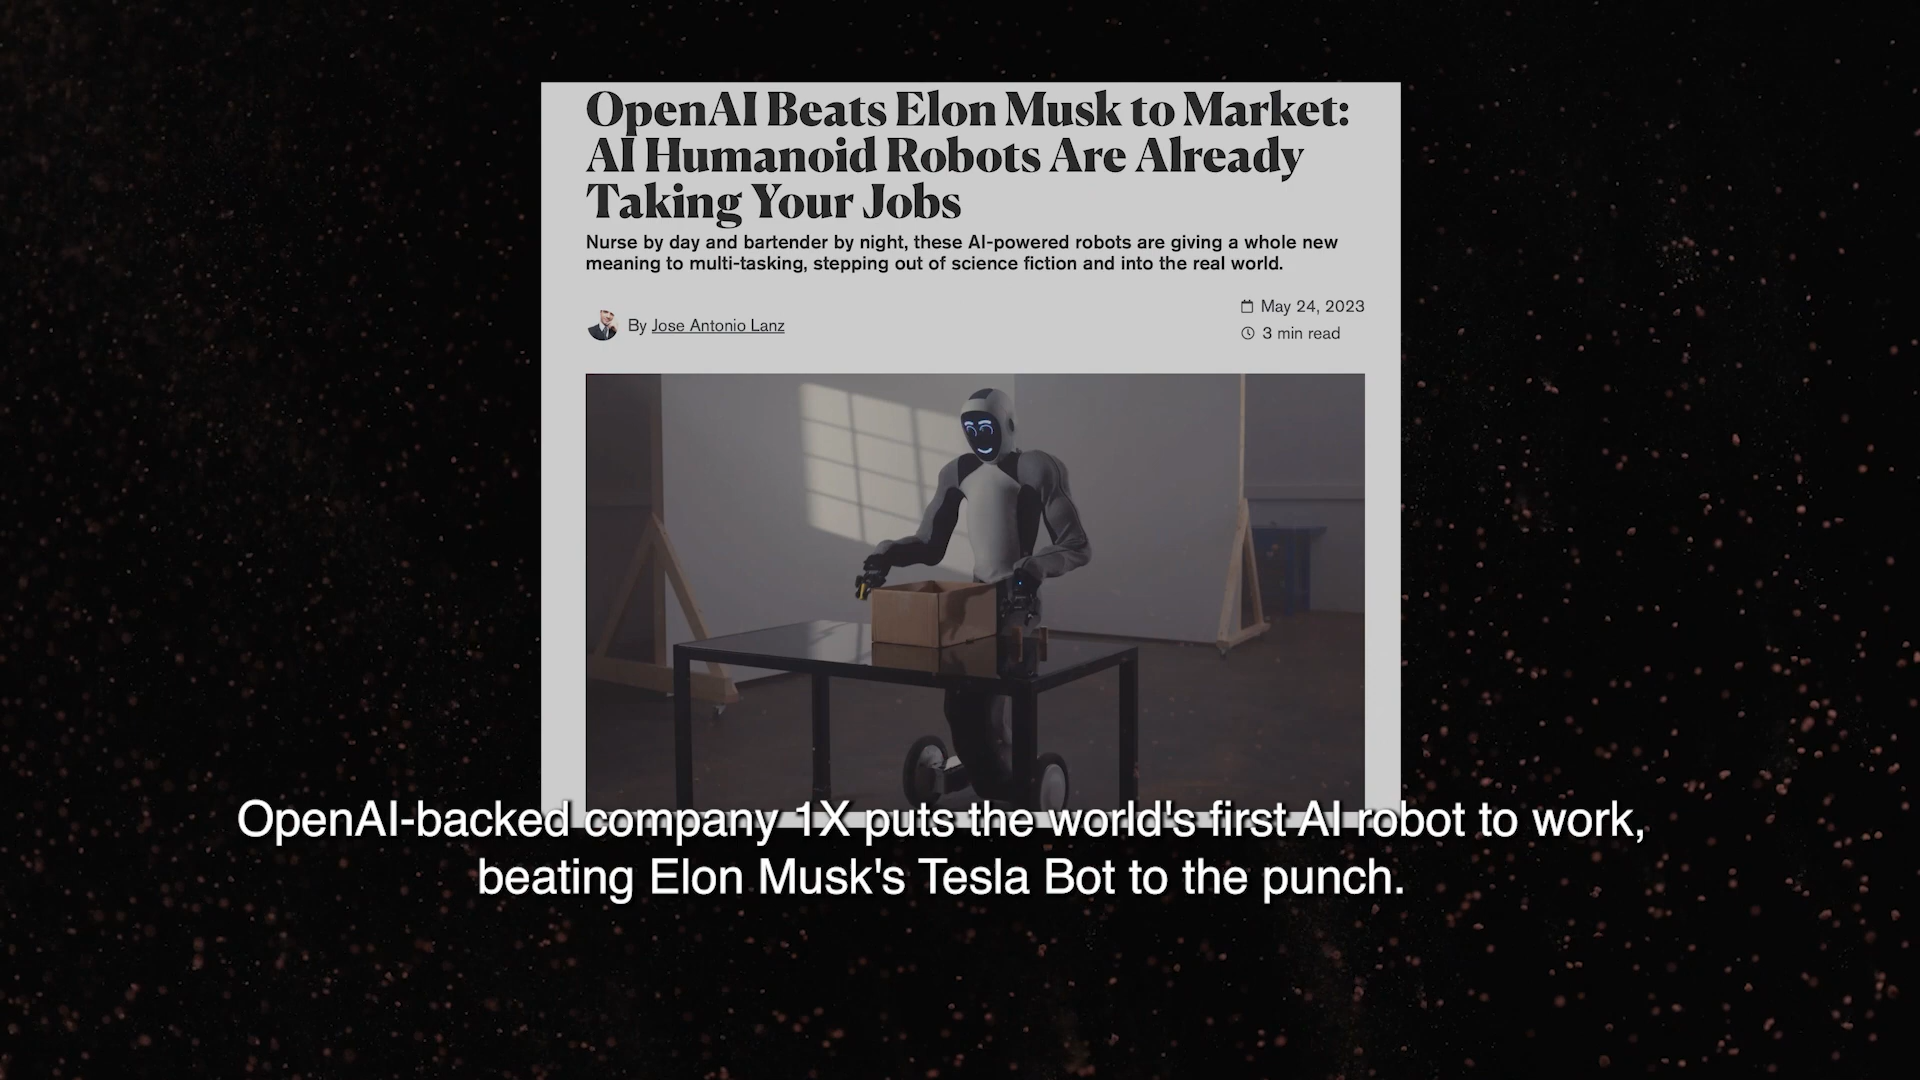 OpenAI Beats Elon Musk to Market:
AI Humanoid Robots Are Already
Taking Your Jobs
Nurse by day and bartender by night, these AI-powered robots are giving a whole new
meaning to multi-tasking, stepping out of science fiction and into the real world.
By Jose Antonio Lanz
May 24, 2023
3 min read
OpenAI-backed company 1X puts the world's first AI robot to work,
beating Elon Musk's Tesla Bot to the punch.